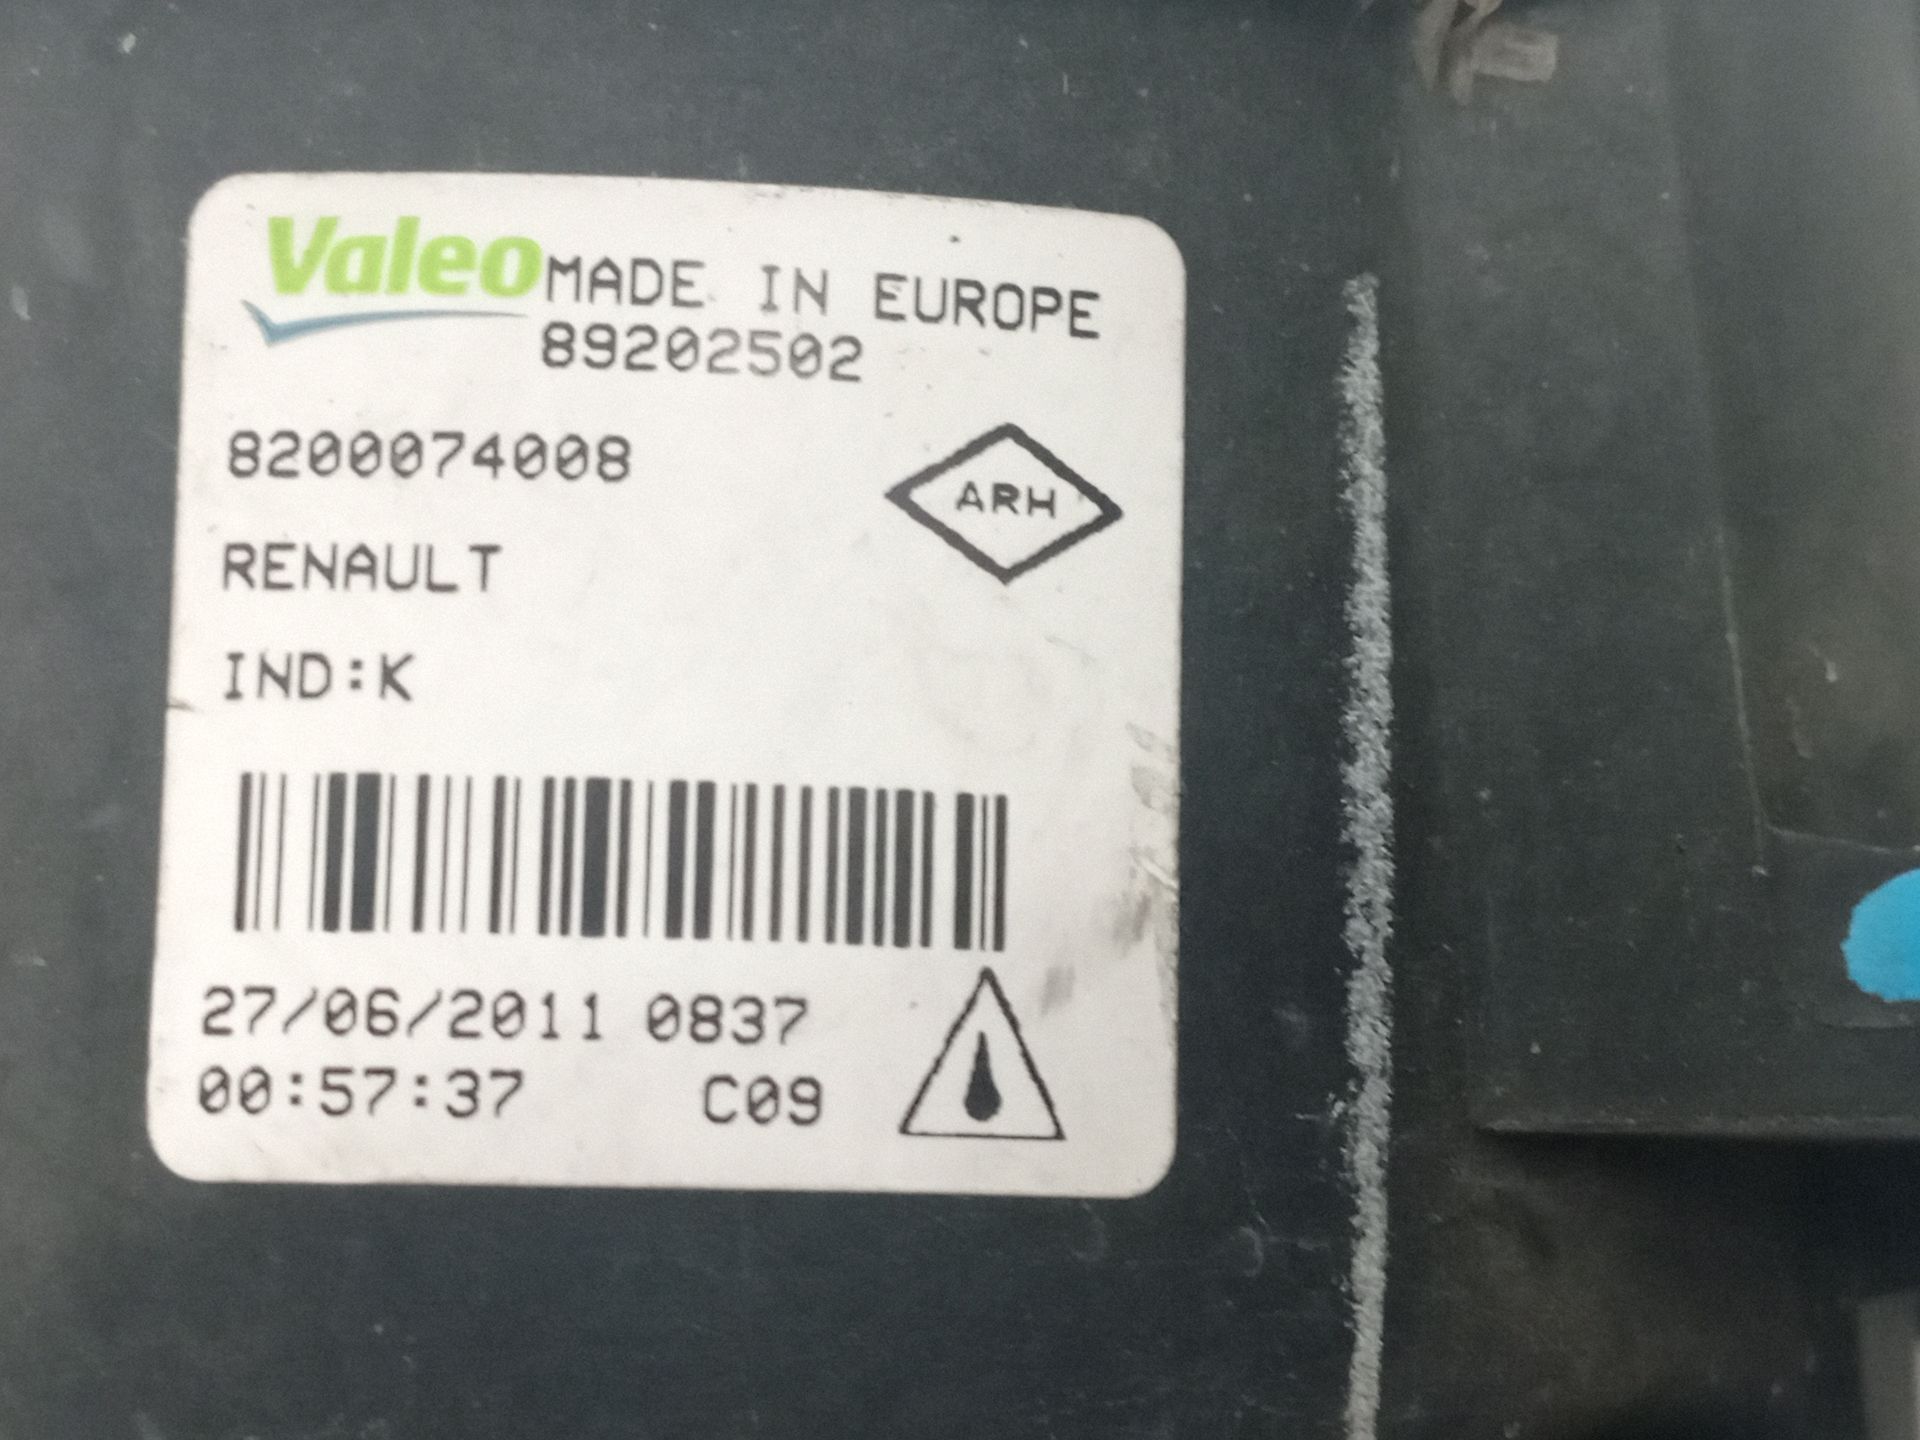 Valeo MADE IN EUROPE
89202502
8200074008
ARH
RENAULT
IND:K
27/06/2011 0837
00:57:37 C09